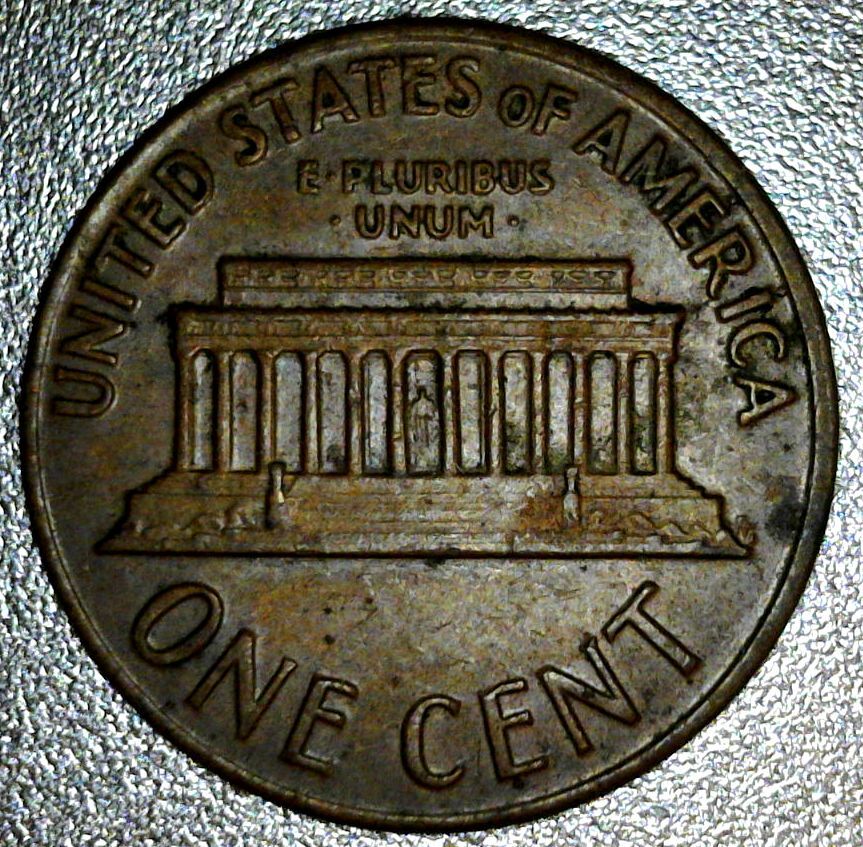 UNITED STATES OF AMERICA
E·PLURIBUS
·UNUM·
ONE CENT